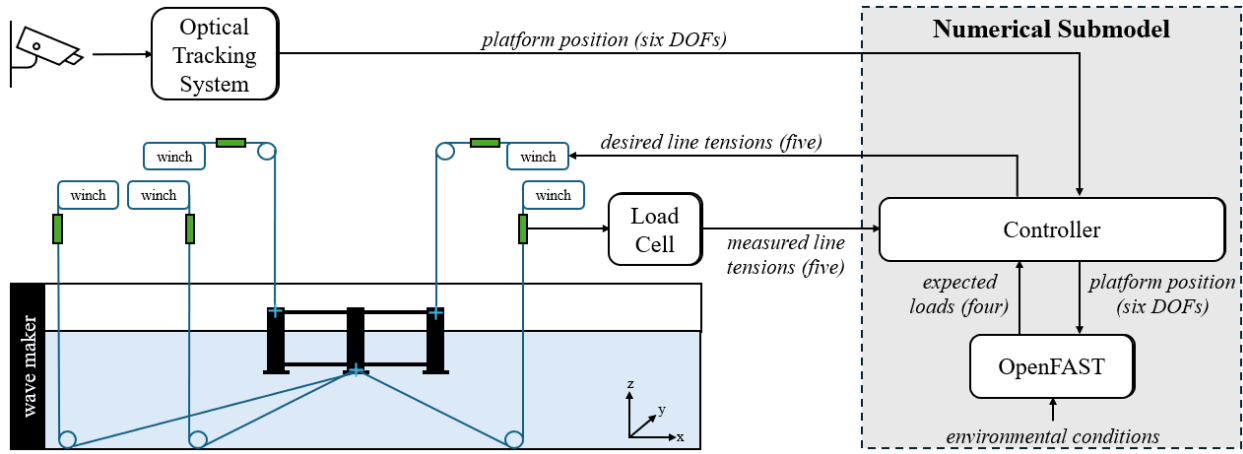 Optical
Tracking
System
platform position (six DOFs)
Numerical Submodel
winch
winch
desired line tensions (five)
winch
winch
winch
Load
Cell
measured line
tensions (five)
Controller
expected
loads (four)
platform position
(six DOFs)
OpenFAST
environmental conditions
wave maker
z
y
x